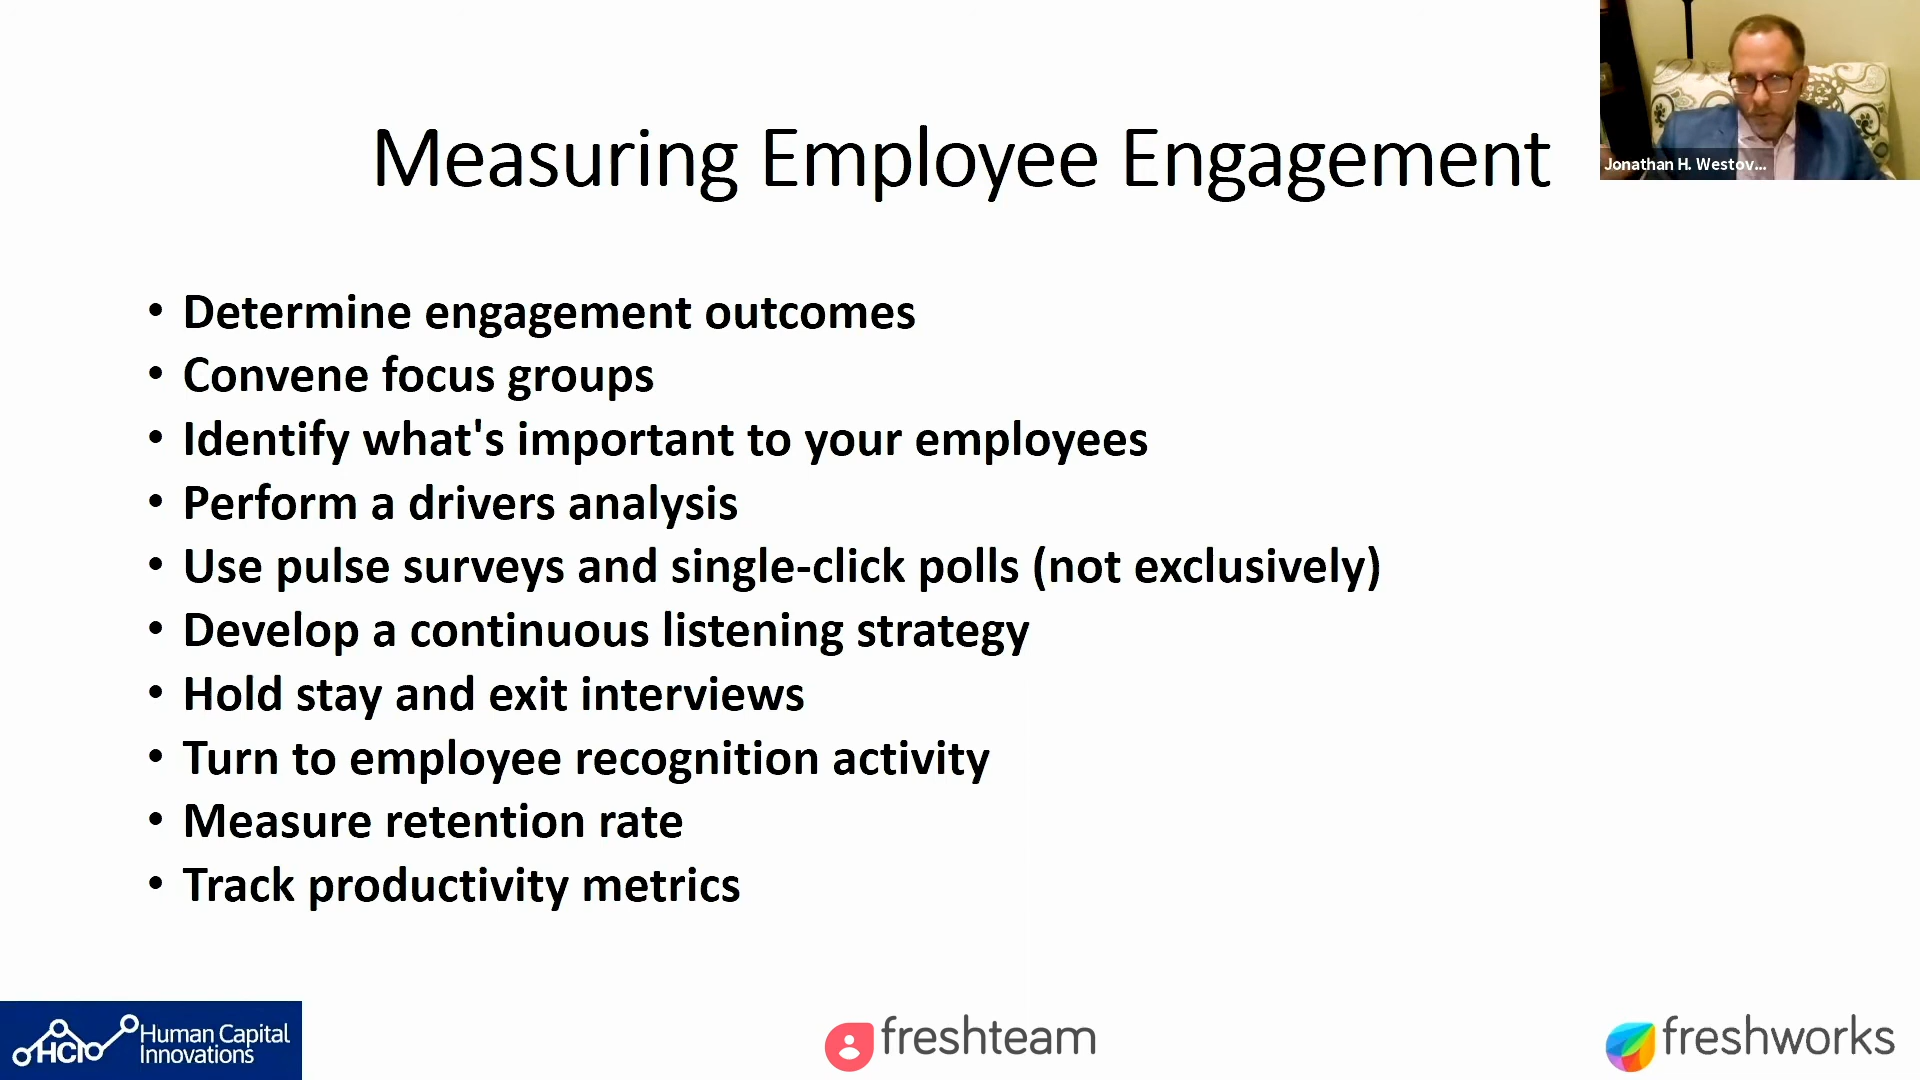 Measuring Employee Engagement
Jonathan H. Westov...
• Determine engagement outcomes
• Convene focus groups
• Identify what's important to your employees
• Perform a drivers analysis
• Use pulse surveys and single-click polls (not exclusively)
• Develop a continuous listening strategy
• Hold stay and exit interviews
• Turn to employee recognition activity
• Measure retention rate
• Track productivity metrics
HCI
Human Capital
Innovations
freshteam
freshworks